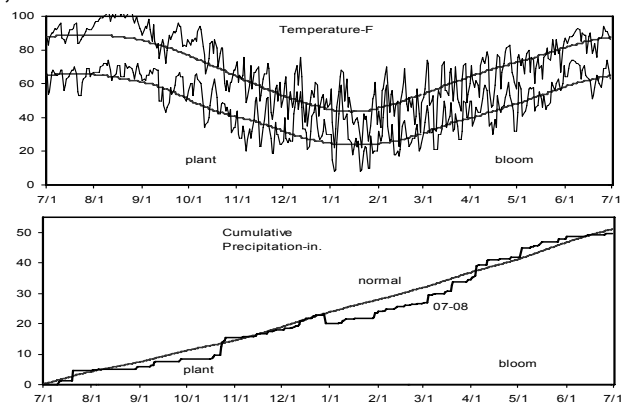 100
Temperature-F
80
60
40
20
plant
bloom
0
7/1 8/1 9/1 10/1 11/1 12/1 1/1 2/1 3/1 4/1 5/1 6/1 7/1
50
Cumulative
Precipitation-in.
40
normal
30
07-08
20
10
plant
bloom
0
7/1 8/1 9/1 10/1 11/1 12/1 1/1 2/1 3/1 4/1 5/1 6/1 7/1